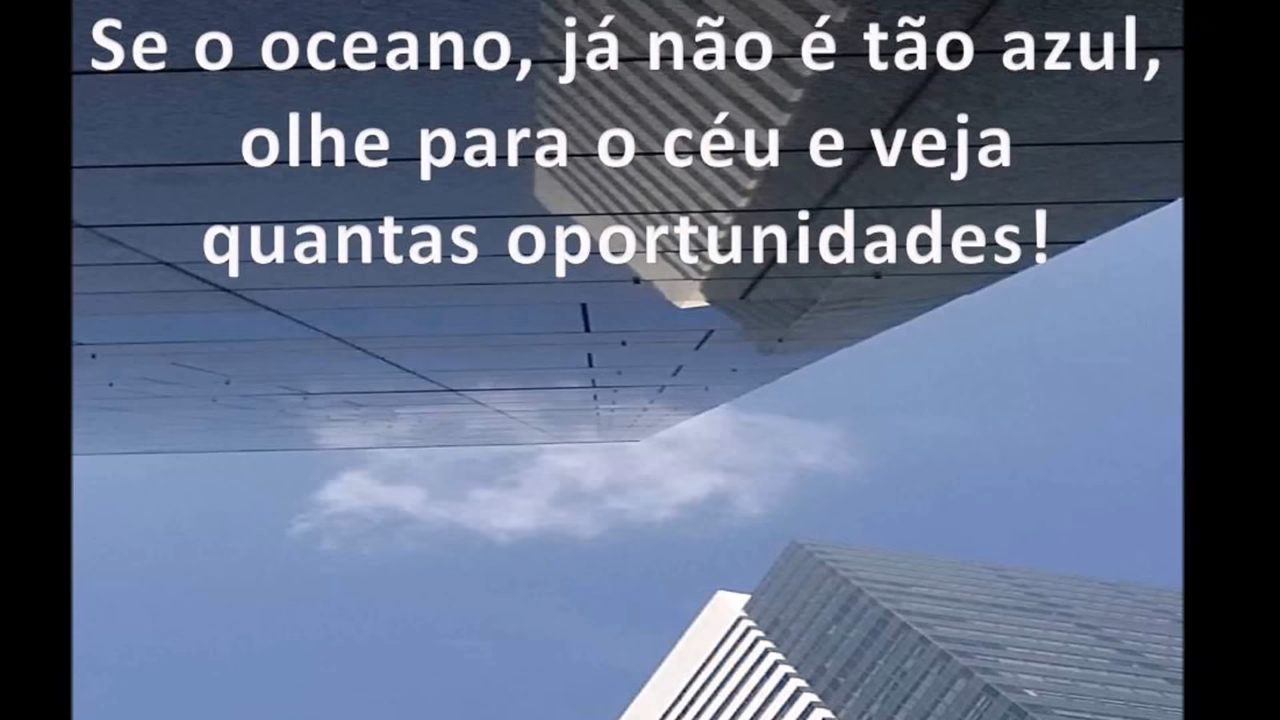 Se o oceano, já não é tão azul,
olhe para o céu e veja
quantas oportunidades!